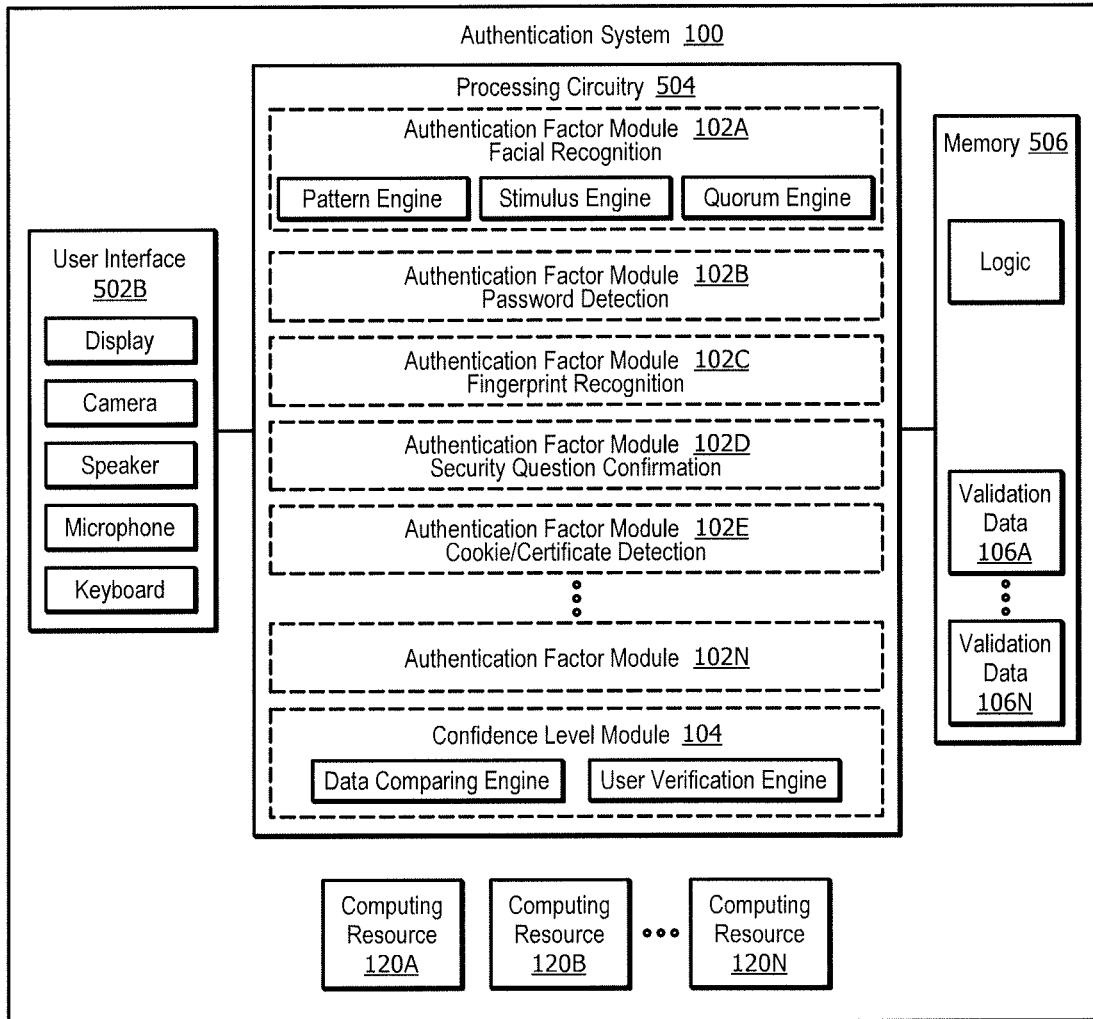 Authentication System 100
Processing Circuitry 504
Authentication Factor Module 102A
Facial Recognition
Pattern Engine
Stimulus Engine
Quorum Engine
Authentication Factor Module 102B
Password Detection
Authentication Factor Module 102C
Fingerprint Recognition
Authentication Factor Module 102D
Security Question Confirmation
Authentication Factor Module 102E
Cookie/Certificate Detection
Authentication Factor Module 102N
Confidence Level Module 104
Data Comparing Engine
User Verification Engine
User Interface
502B
Display
Camera
Speaker
Microphone
Keyboard
Memory 506
Logic
Validation
Data
106A
Validation
Data
106N
Computing
Resource
120A
Computing
Resource
120B
Computing
Resource
120N